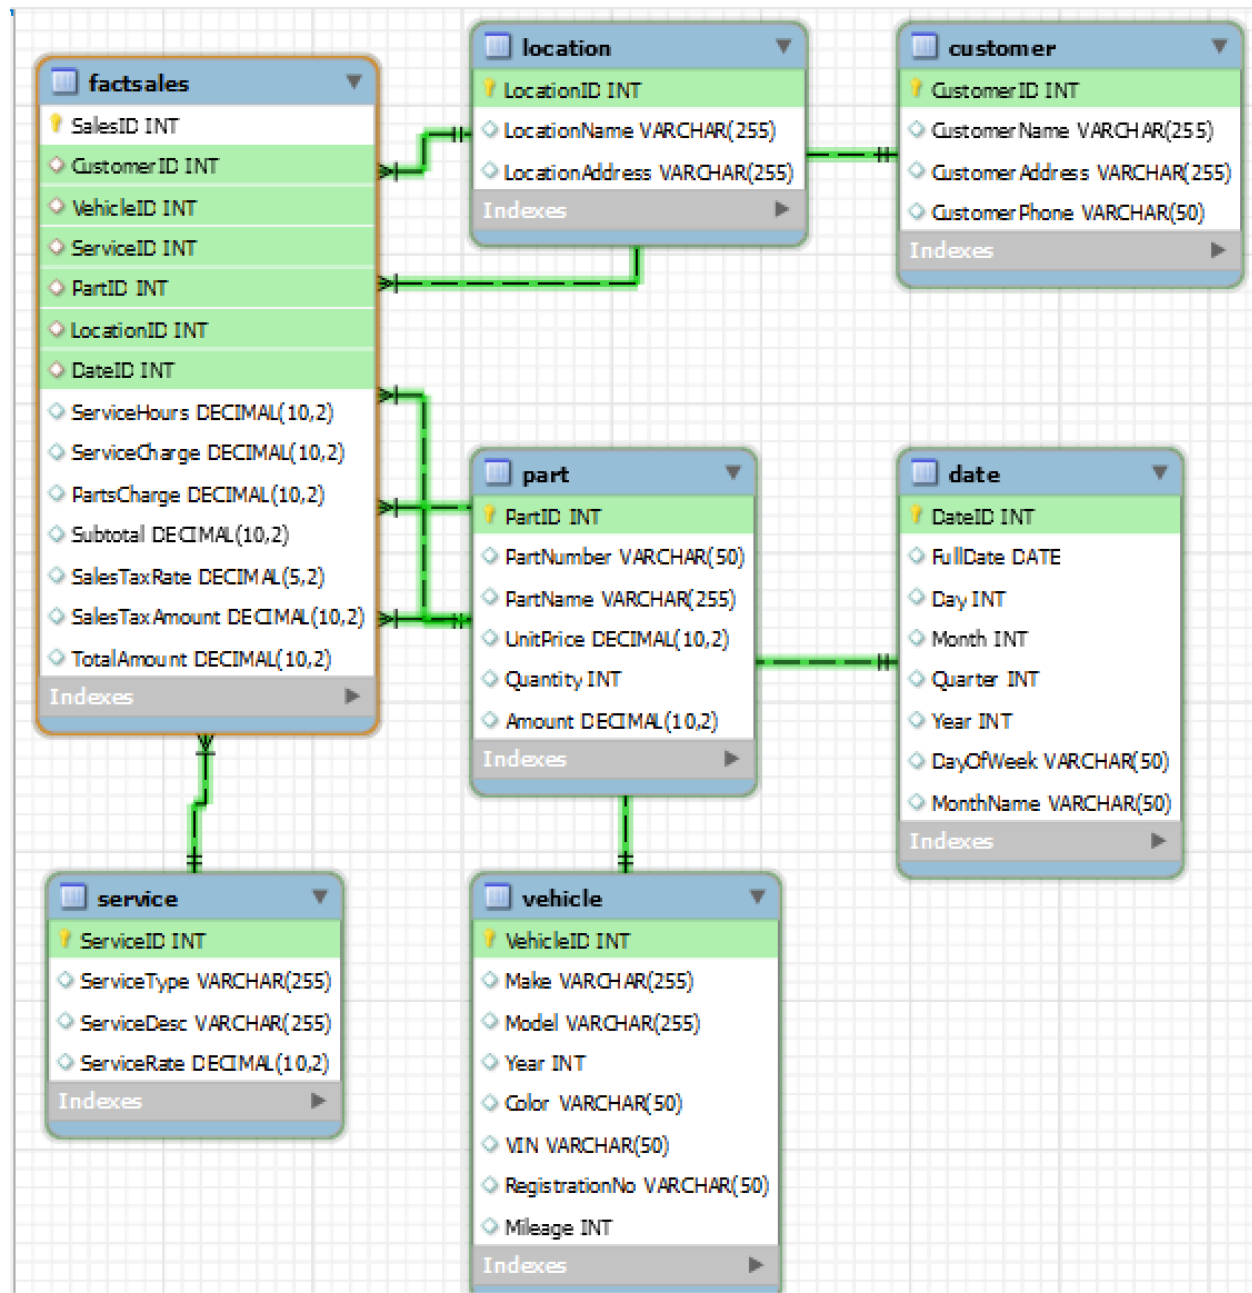 factsales
SalesID INT
CustomerID INT
VehicleID INT
ServiceID INT
PartID INT
LocationID INT
DateID INT
ServiceHours DECIMAL(10,2)
ServiceCharge DECIMAL(10,2)
PartsCharge DECIMAL(10,2)
Subtotal DECIMAL(10,2)
SalesTaxRate DECIMAL(5,2)
SalesTaxAmount DECIMAL(10,2)
TotalAmount DECIMAL(10,2)
Indexes
location
LocationID INT
LocationName VARCHAR(255)
LocationAddress VARCHAR(255)
Indexes
customer
CustomerID INT
CustomerName VARCHAR(255)
CustomerAddress VARCHAR(255)
CustomerPhone VARCHAR(50)
Indexes
part
PartID INT
PartNumber VARCHAR(50)
PartName VARCHAR(255)
UnitPrice DECIMAL(10,2)
Quantity INT
Amount DECIMAL(10,2)
Indexes
date
DateID INT
FullDate DATE
Day INT
Month INT
Quarter INT
Year INT
DayOfWeek VARCHAR(50)
MonthName VARCHAR(50)
Indexes
service
ServiceID INT
ServiceType VARCHAR(255)
ServiceDesc VARCHAR(255)
ServiceRate DECIMAL(10,2)
Indexes
vehicle
VehicleID INT
Make VARCHAR(255)
Model VARCHAR(255)
Year INT
Color VARCHAR(50)
VIN VARCHAR(50)
RegistrationNo VARCHAR(50)
Mileage INT
Indexes